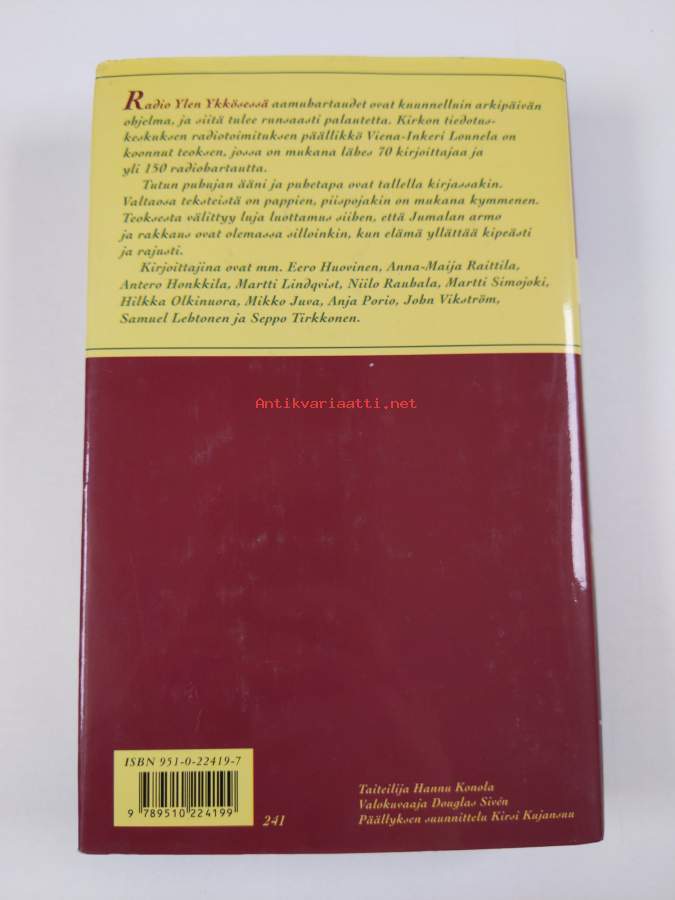 Radio Ylen Ykkösessä aamuhartaudet ovat kuunnelluin arkipäivän
ohjelma, ja siitä tulee runsaasti palautetta. Kirkon tiedotus-
keskuksen radiotoimituksen päällikkö Viena-Inkeri Lounela on
koonnut teoksen, jossa on mukana lähes 70 kirjoittajaa ja
yli 150 radiohartautta.
Tutun puhujan ääni ja puhetapa ovat tallella kirjassakin.
Valtaosa teksteistä on pappien, piispojakin on mukana kymmenen.
Teoksesta välittyy luja luottamus siihen, että Jumalan armo
ja rakkaus ovat olemassa silloinkin, kun elämä yllättää kipeästi
ja rajusti.
Kirjoittajina ovat mm. Eero Huovinen, Anna-Maija Raittila,
Antero Honkkila, Martti Lindqvist, Niilo Rauhala, Martti Simojoki,
Hilkka Olkinuora, Mikko Juva, Anja Porio, John Vikström,
Samuel Lehtonen ja Seppo Tirkkonen.
Antikvariaatti.net
ISBN 951-0-22419-7
9 789510 224199
241
Taiteilija Hannu Konola
Valokuvaaja Douglas Sivén
Päällyksen suunnittelu Kirsi Kujansuu